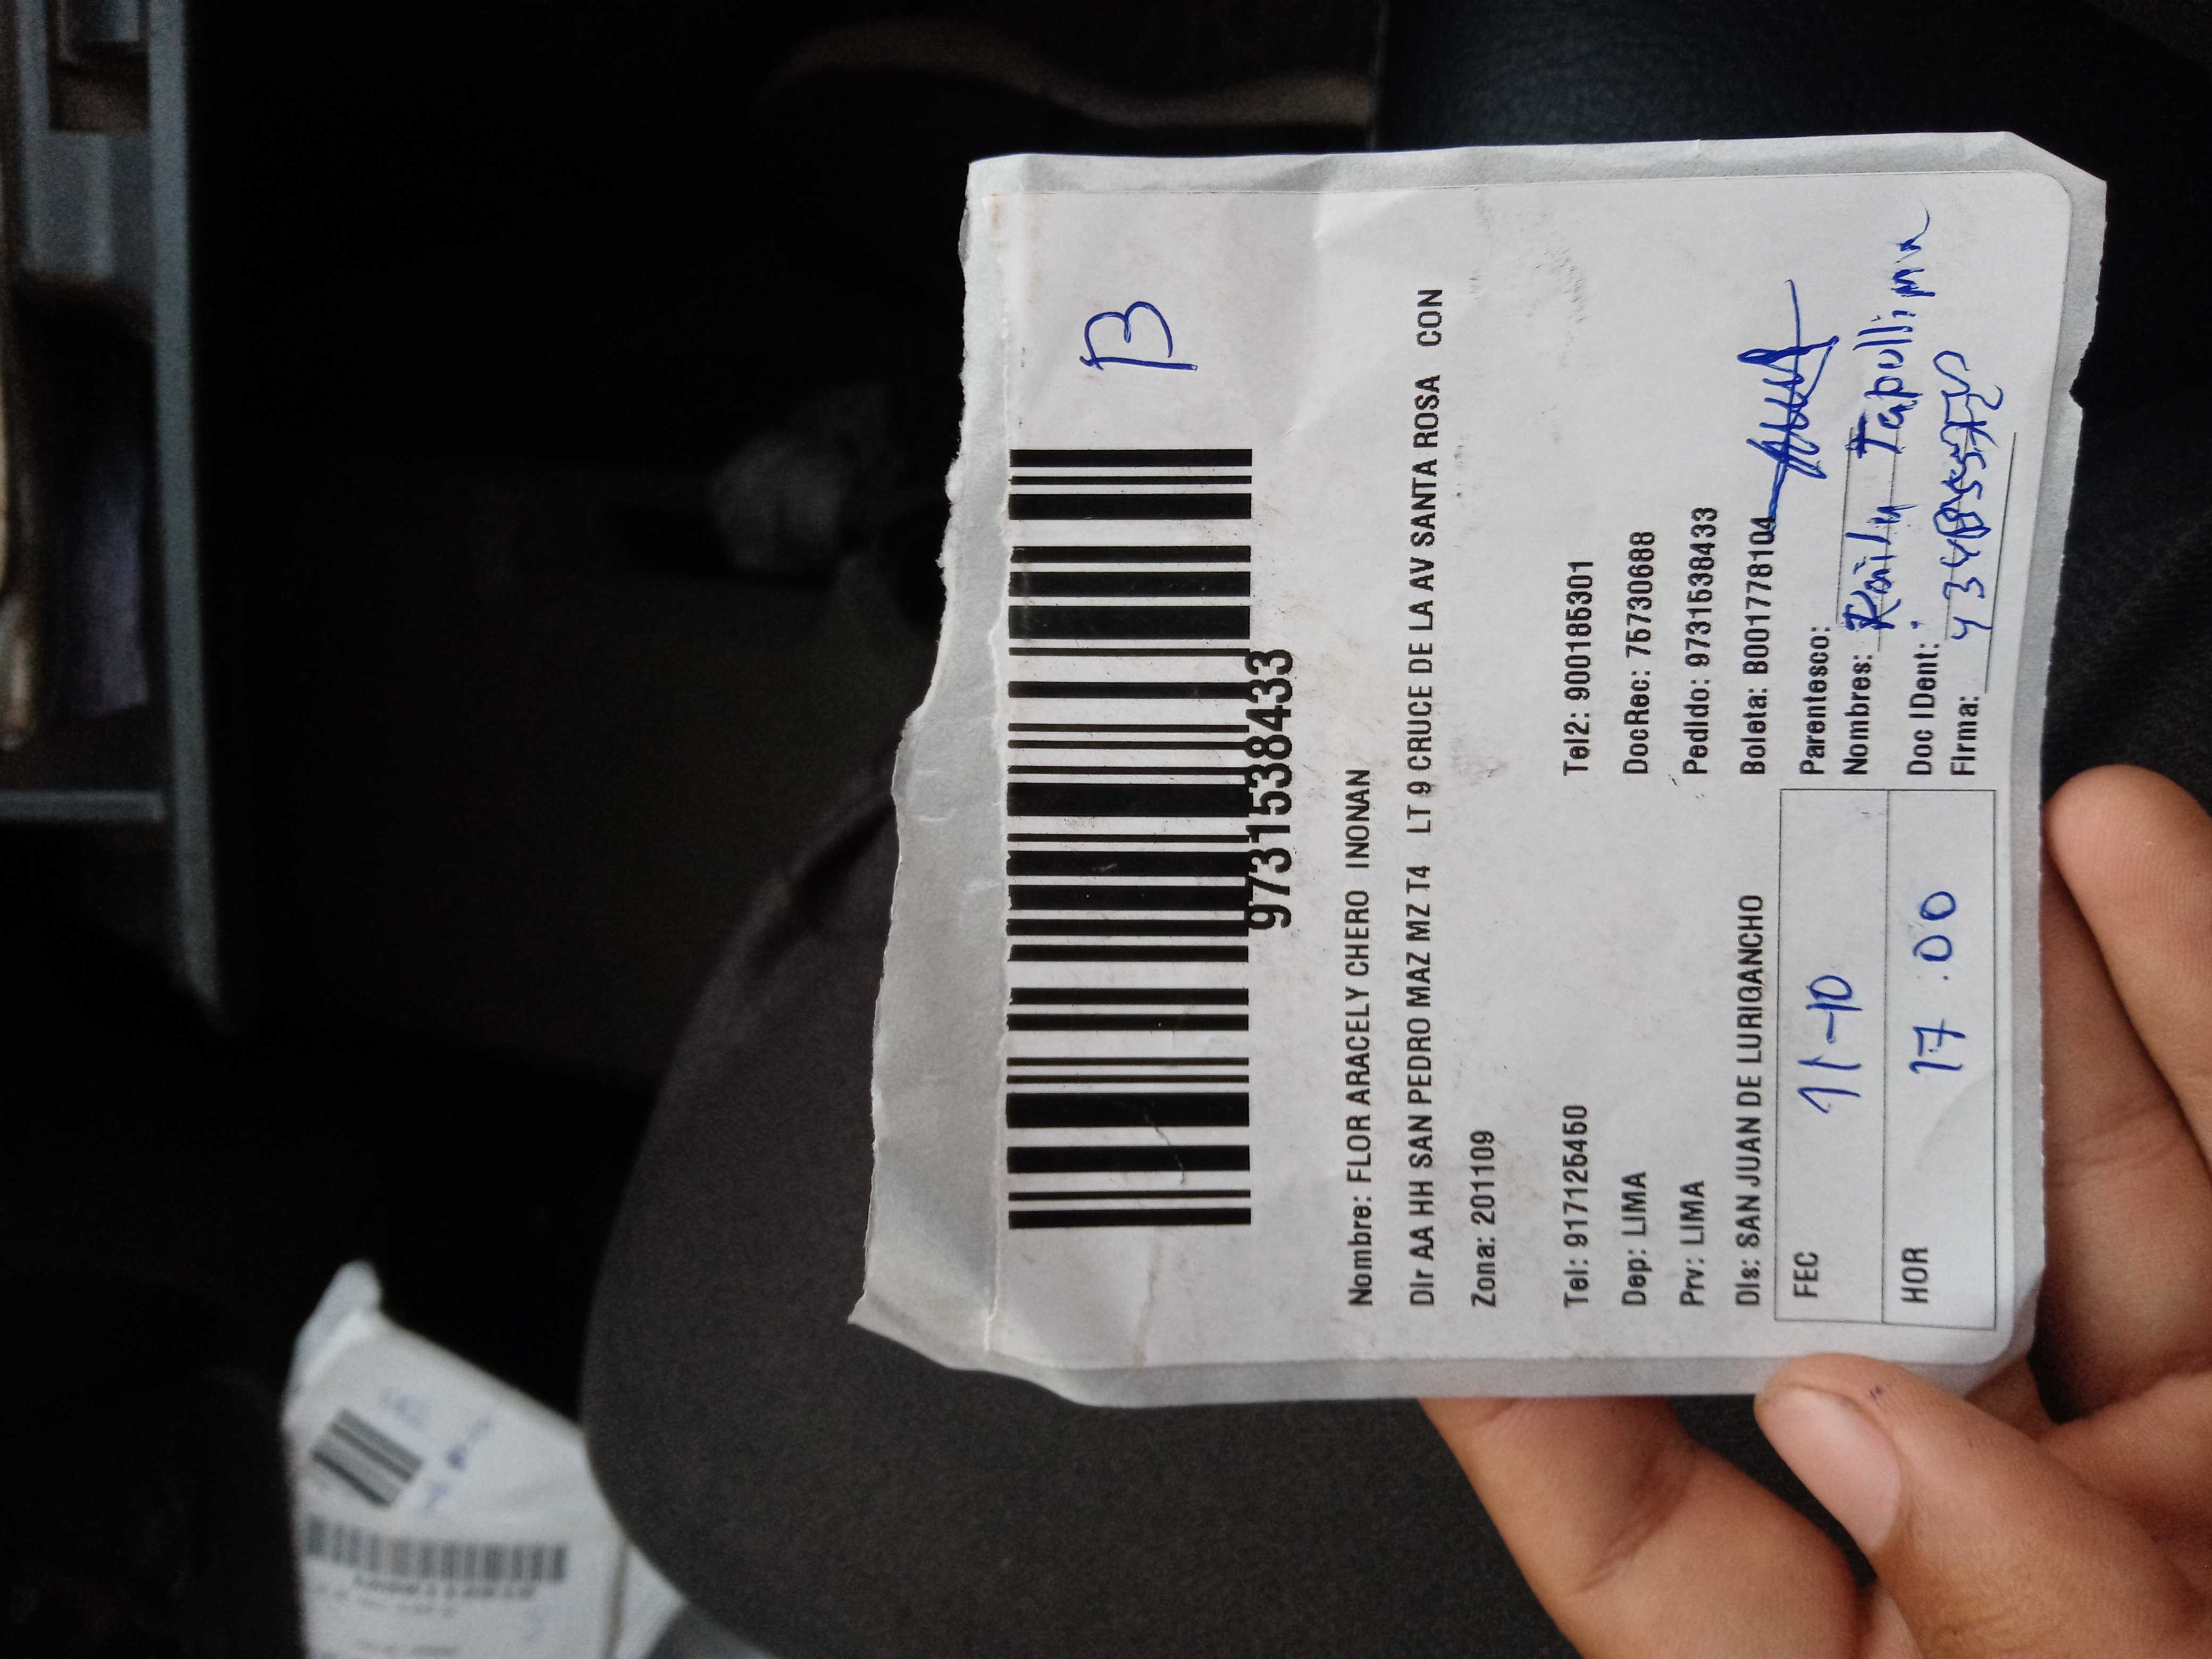 B
9731538433
Nombre: FLOR ARACELY CHERO INONAN
Dir AA HH SAN PEDRO MAZ MZ T4 LT 9 CRUCE DE LA AV SANTA ROSA CON
Zona: 201109
Tel: 917125450 Tel2: 900185301
Dep: LIMA DocRec: 75730688
Prv: LIMA Pedido: 9731538433
Dis: SAN JUAN DE LURIGANCHO Boleta: B001778104
FEC 11-10 Parentesco:
Nombres: Tapullima
HOR 17:00 Doc IDent:
Firma: